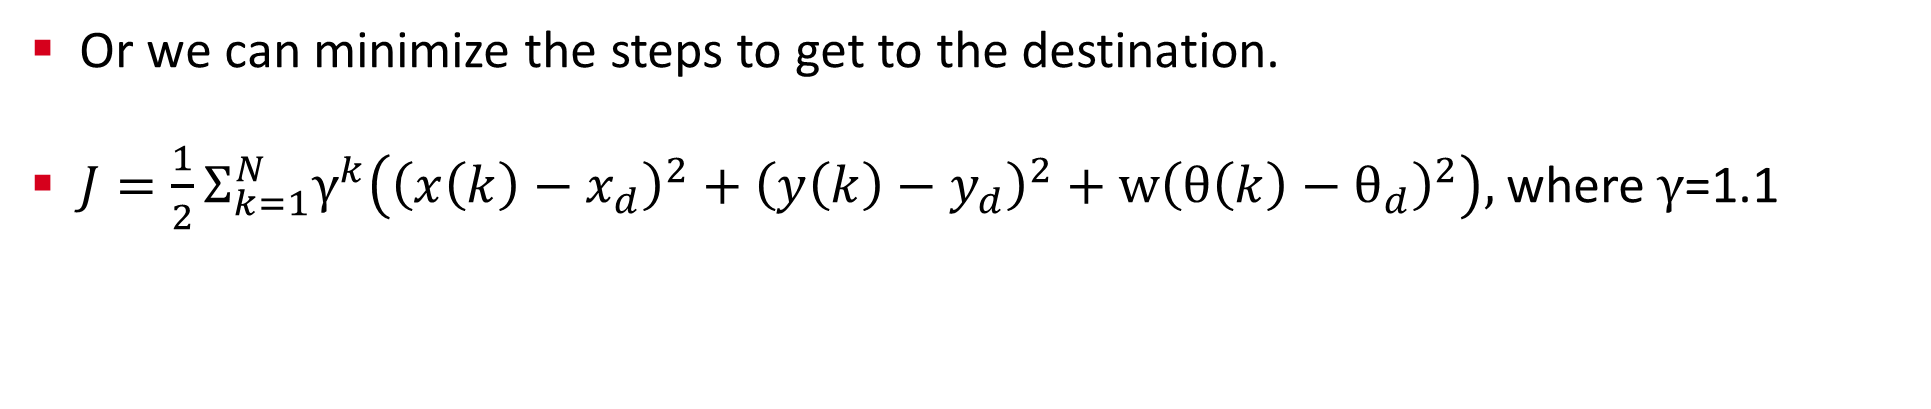 ▪ Or we can minimize the steps to get to the destination.
▪ J = \frac{1}{2} Σ_{k=1}^{N} γ^k ((x(k) − x_d)^2 + (y(k) − y_d)^2 + w(θ(k) − θ_d)^2), where γ=1.1